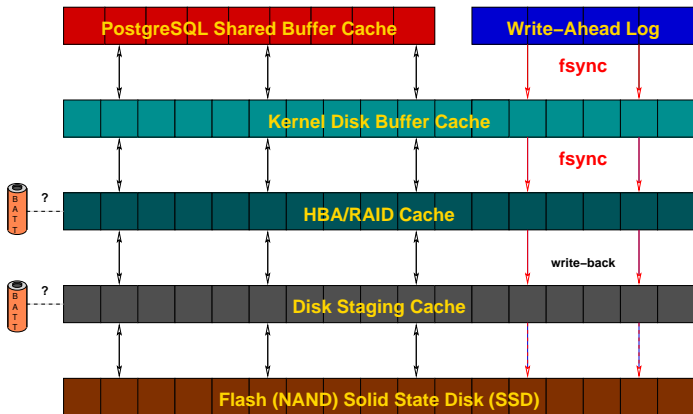 PostgreSQL Shared Buffer Cache
Write−Ahead Log
fsync
Kernel Disk Buffer Cache
fsync
?
BATT
HBA/RAID Cache
write−back
?
BATT
Disk Staging Cache
Flash (NAND) Solid State Disk (SSD)